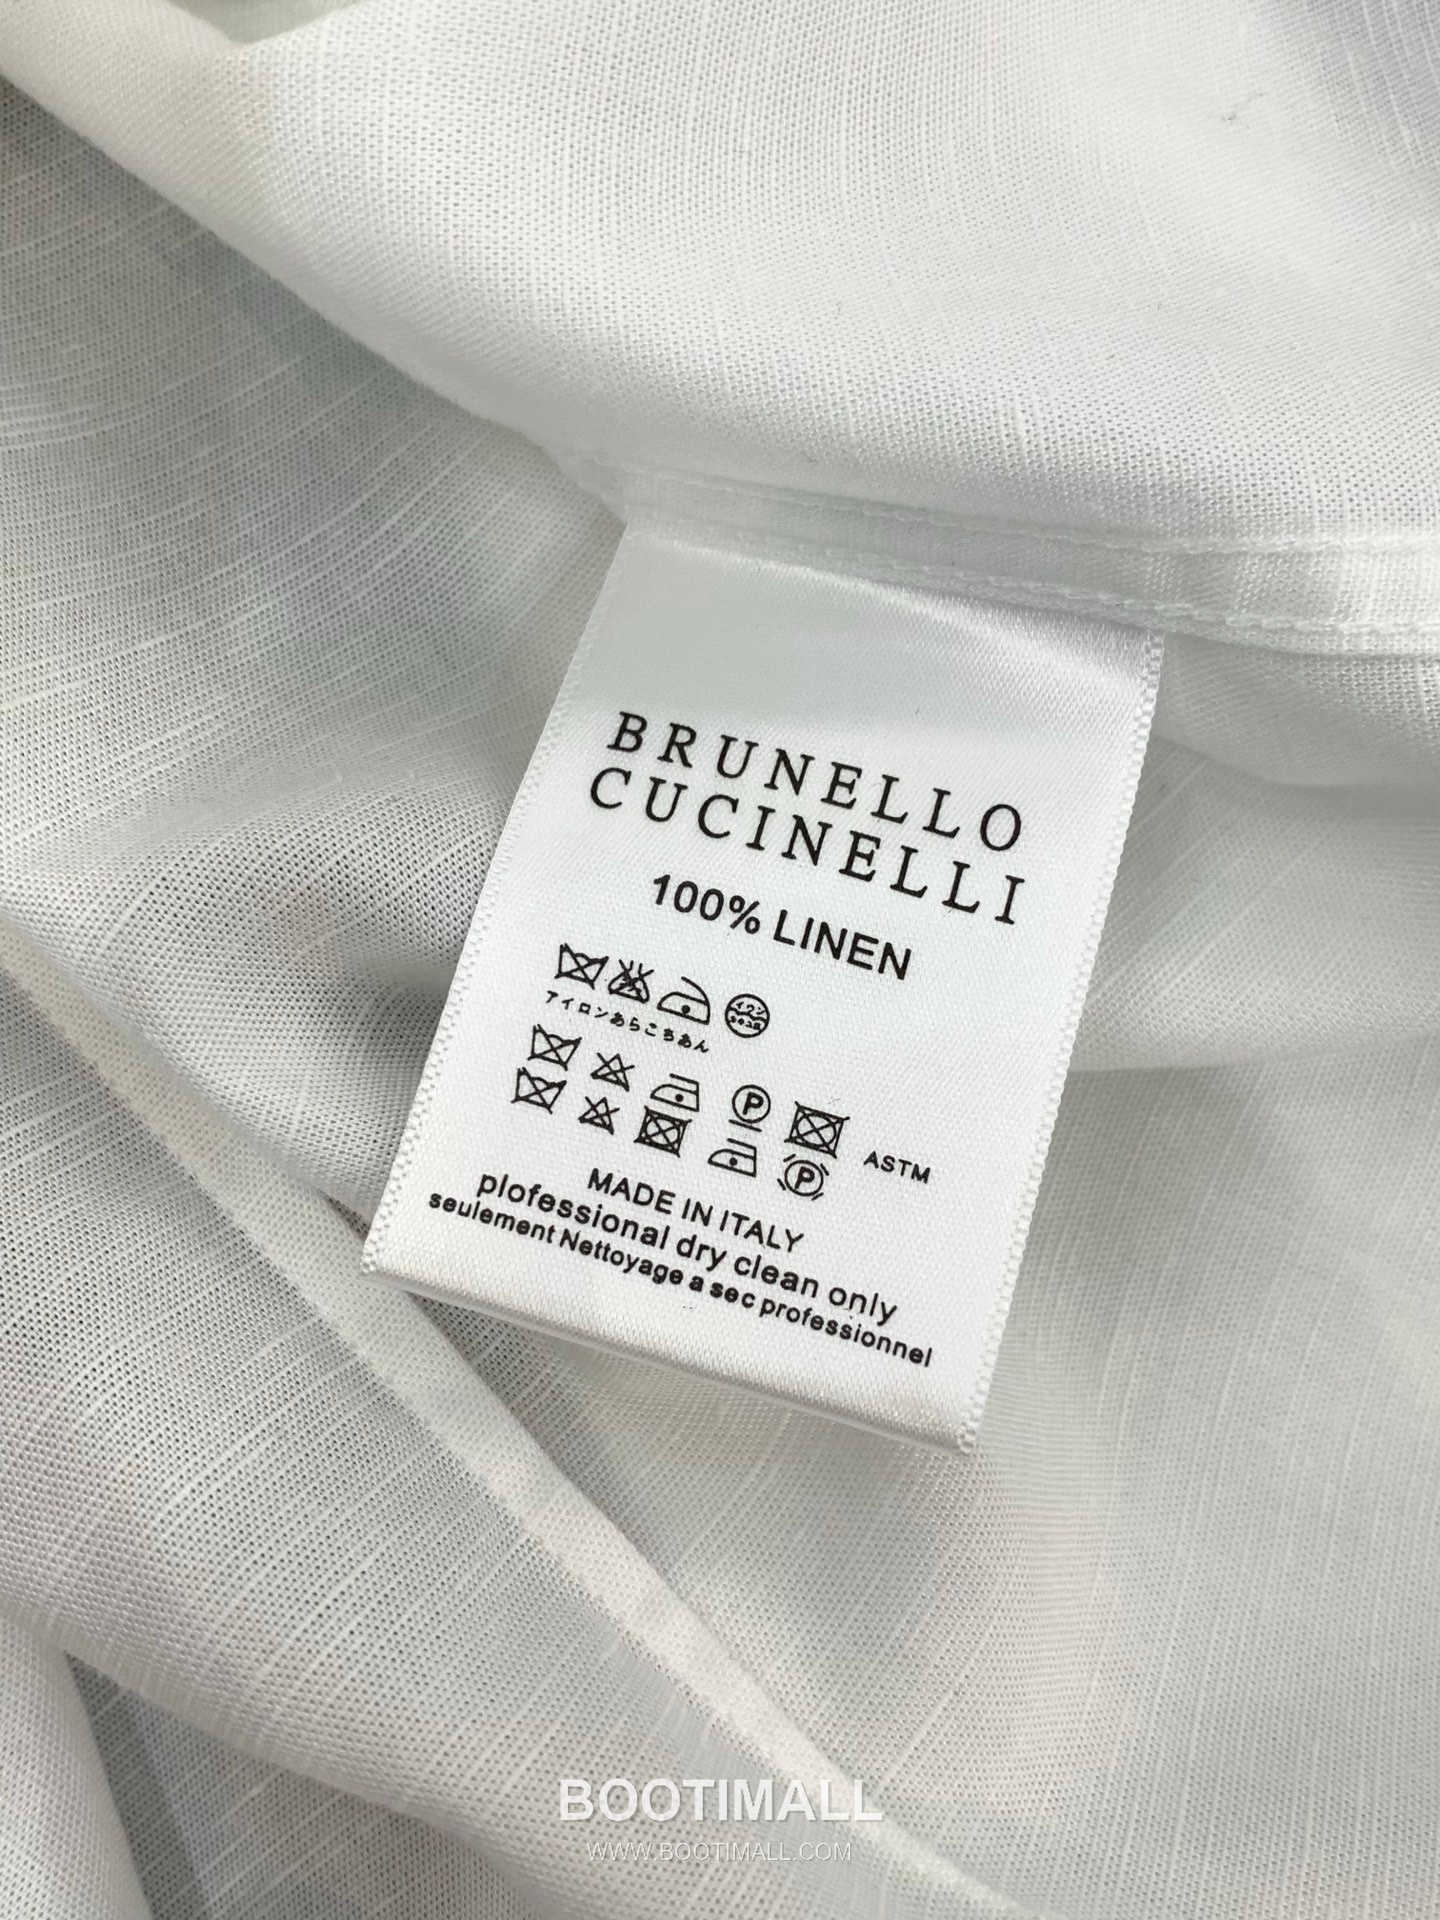 BRUNELLO
CUCINELLI
100% LINEN
アイロンあらこちあん
P
ASTM
P
MADE IN ITALY
plofessional dry clean only
seulement Nettoyage a sec professionnel
BOOTIMALL
WWW.BOOTIMALL.COM